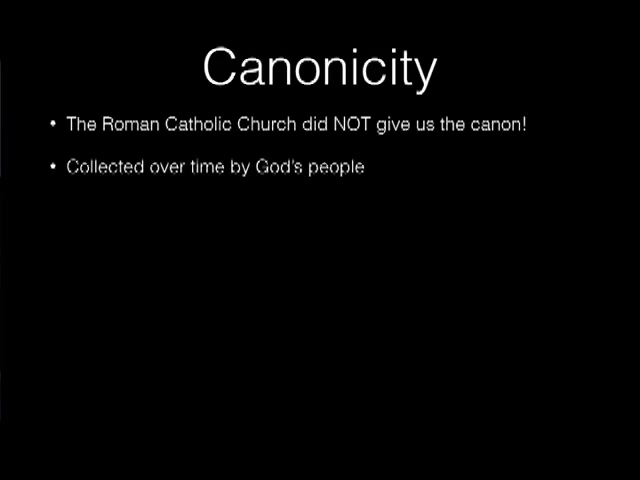 Canonicity
• The Roman Catholic Church did NOT give us the canon!
• Collected over time by God's people